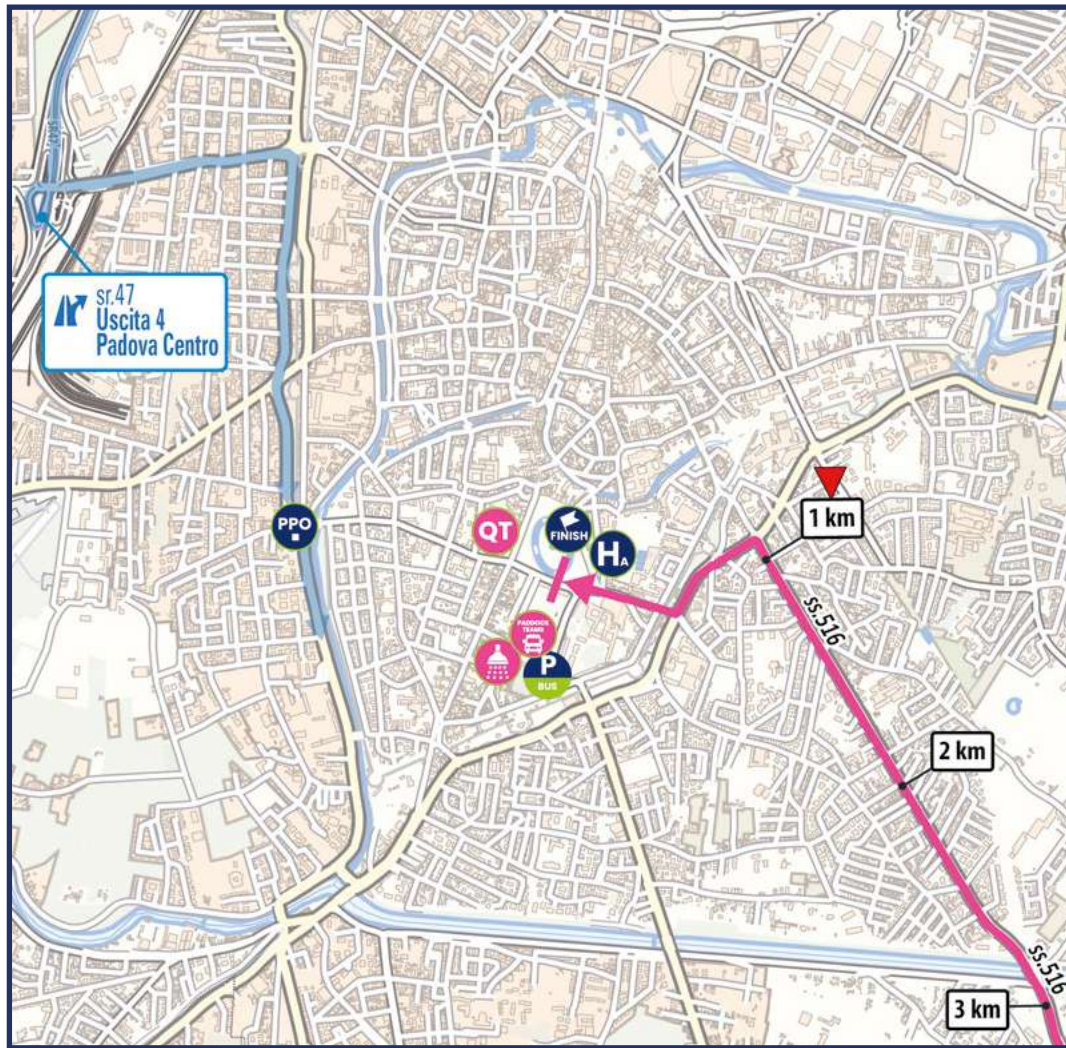 sr.47
Uscita 4
Padova Centro
PPO
QT
FINISH
HA
1 km
PADDOCK
TEAMS
P
BUS
ss.516
2 km
ss.516
3 km